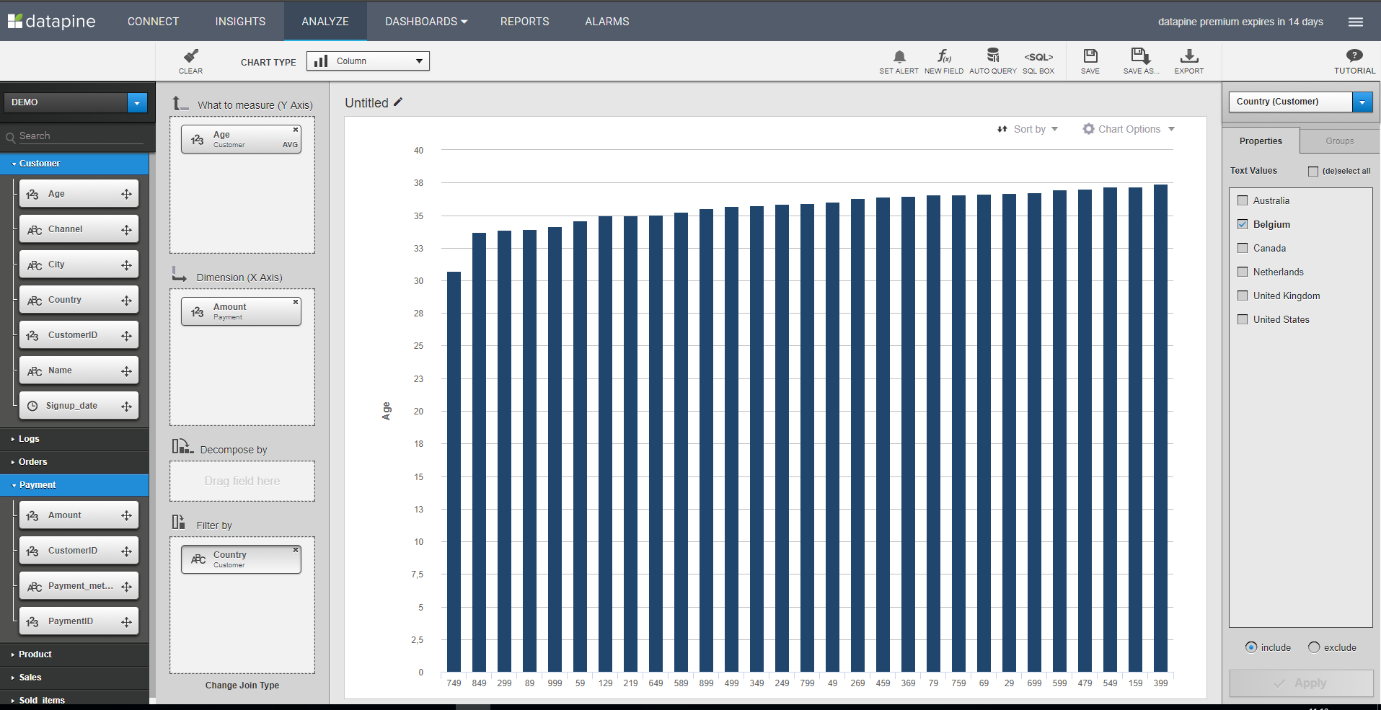 datapine CONNECT INSIGHTS ANALYZE DASHBOARDS REPORTS ALARMS datapine premium expires in 14 days
CLEAR CHART TYPE Column SET ALERT NEW FIELD AUTO QUERY <SQL> SQL BOX SAVE SAVE AS... EXPORT TUTORIAL
DEMO
Search
Customer
Age
Channel
City
Country
CustomerID
Name
Signup_date
Logs
Orders
Payment
Amount
CustomerID
Payment_met...
PaymentID
Product
Sales
Sold items
What to measure (Y Axis)
Age
Customer AVG
Dimension (X Axis)
Amount
Payment
Decompose by
Drag field here
Filter by
Country
Customer
Change Join Type
Untitled
Sort by Chart Options
40
38
35
33
30
28
25
23
20
18
15
13
10
7,5
5
2,5
0
Age
749 849 299 89 999 59 129 219 649 589 899 499 349 249 799 49 269 459 369 79 759 69 29 699 599 479 549 159 399
Country (Customer)
Properties Groups
Text Values (de)select all
Australia
Belgium
Canada
Netherlands
United Kingdom
United States
include exclude
Apply